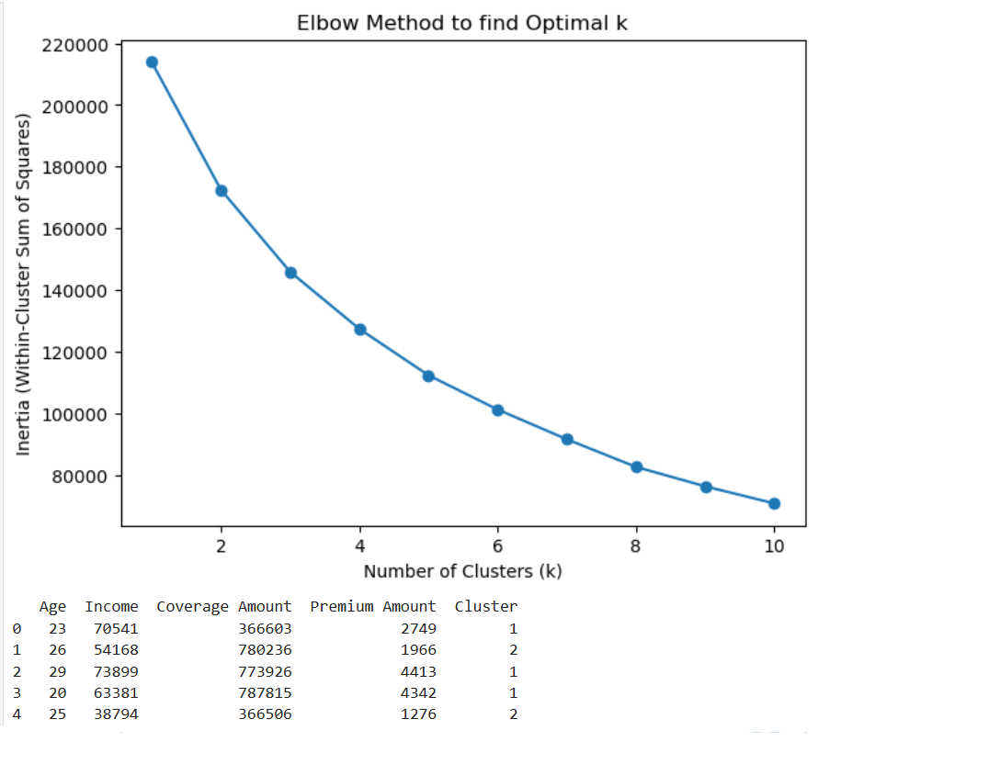 Elbow Method to find Optimal k
220000
200000
180000
160000
140000
120000
100000
80000
Inertia (Within-Cluster Sum of Squares)
2 4 6 8 10
Number of Clusters (k)
Age Income Coverage Amount Premium Amount Cluster
0 23 70541 366603 2749 1
1 26 54168 780236 1966 2
2 29 73899 773926 4413 1
3 20 63381 787815 4342 1
4 25 38794 366506 1276 2